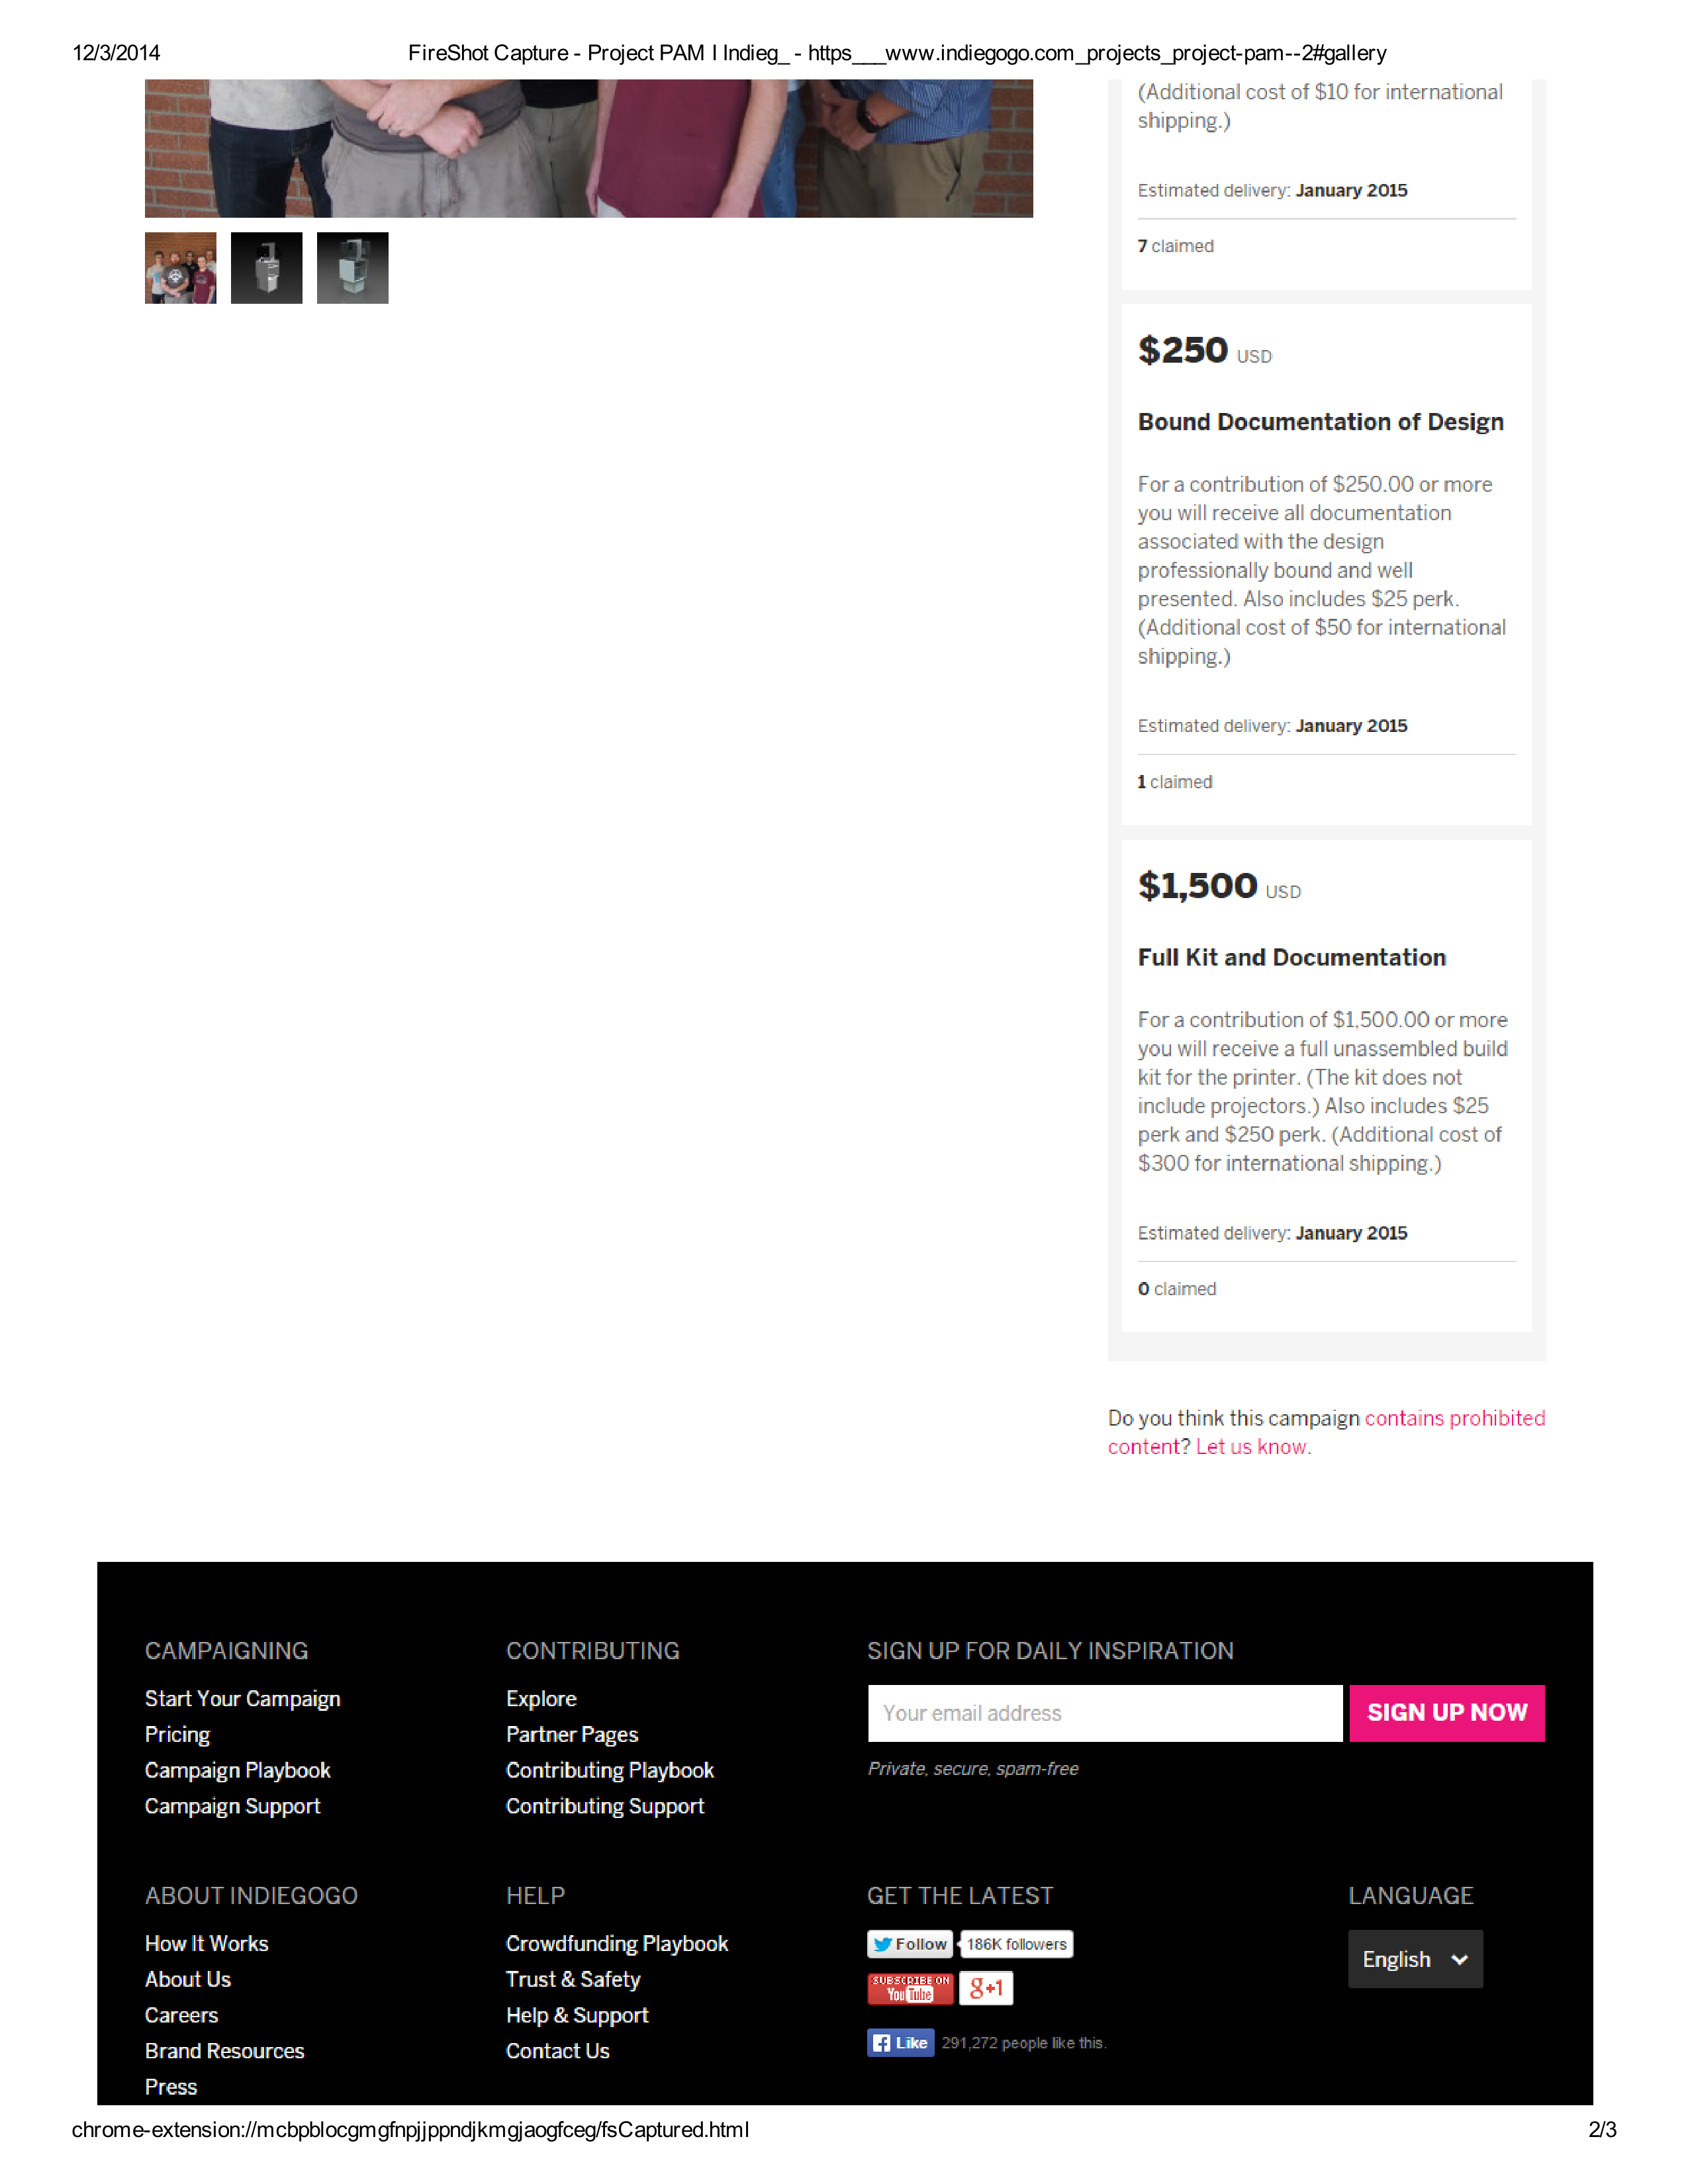 12/3/2014
FireShot Capture - Project PAM I Indieg_ - https___www.indiegogo.com_projects_project-pam--2#gallery
(Additional cost of $10 for international
shipping.)
Estimated delivery: January 2015
7 claimed
$250 USD
Bound Documentation of Design
For a contribution of $250.00 or more
you will receive all documentation
associated with the design
professionally bound and well
presented. Also includes $25 perk.
(Additional cost of $50 for international
shipping.)
Estimated delivery: January 2015
1 claimed
$1,500 USD
Full Kit and Documentation
For a contribution of $1,500.00 or more
you will receive a full unassembled build
kit for the printer. (The kit does not
include projectors.) Also includes $25
perk and $250 perk. (Additional cost of
$300 for international shipping.)
Estimated delivery: January 2015
0 claimed
Do you think this campaign contains prohibited
content? Let us know.
CAMPAIGNING
Start Your Campaign
Pricing
Campaign Playbook
Campaign Support
CONTRIBUTING
Explore
Partner Pages
Contributing Playbook
Contributing Support
SIGN UP FOR DAILY INSPIRATION
Your email address
SIGN UP NOW
Private, secure, spam-free
ABOUT INDIEGOGO
How It Works
About Us
Careers
Brand Resources
Press
HELP
Crowdfunding Playbook
Trust & Safety
Help & Support
Contact Us
GET THE LATEST
Follow 186K followers
SUBSCRIBE ON
YouTube
g+1
Like 291,272 people like this.
LANGUAGE
English
chrome-extension://mcbpblocgmgfnpjjppndjkmgjaogfceg/fsCaptured.html
2/3